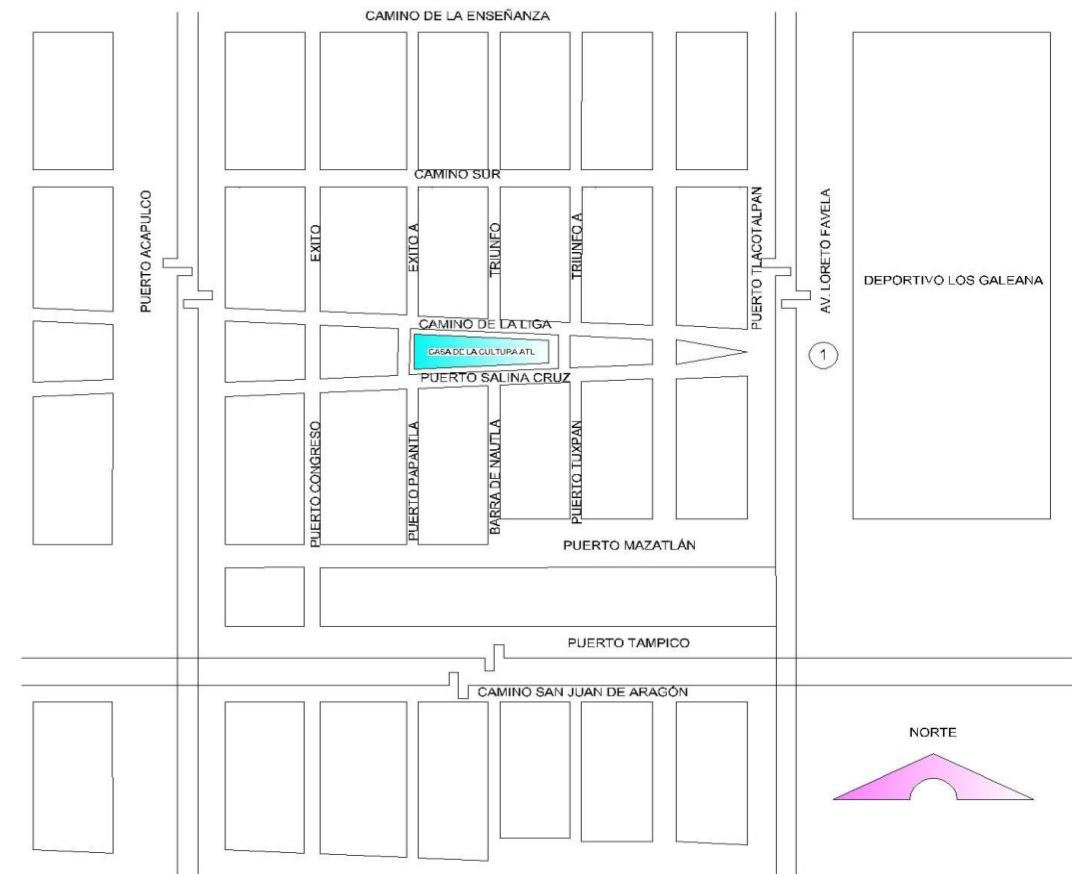 CAMINO DE LA ENSEÑANZA
CAMINO SUR
PUERTO ACAPULCO
EXITO
EXITO A
TRIUNFO
TRIUNFO A
PUERTO TLACOTALPAN
AV. LORETO FAVELA
DEPORTIVO LOS GALEANA
CAMINO DE LA LIGA
CASA DE LA CULTURA ATL
1
PUERTO SALINA CRUZ
PUERTO CONGRESO
PUERTO PAPANTLA
BARRA DE NAUTLA
PUERTO TUXPAN
PUERTO MAZATLÁN
PUERTO TAMPICO
CAMINO SAN JUAN DE ARAGÓN
NORTE